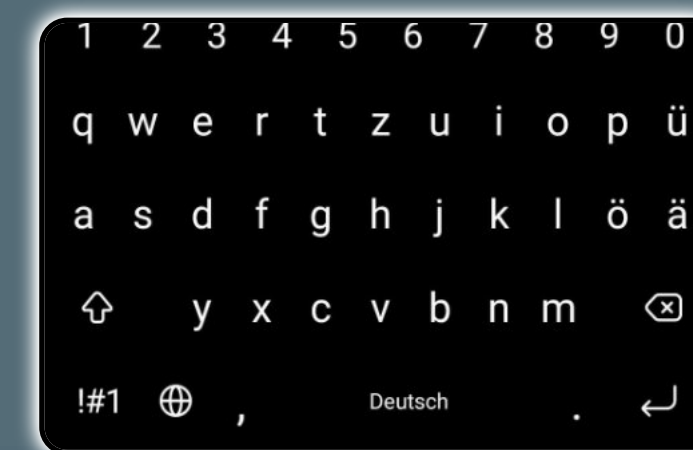 1 2 3 4 5 6 7 8 9 0
q w e r t z u i o p ü
a s d f g h j k l ö ä
y x c v b n m
!#1 , Deutsch .